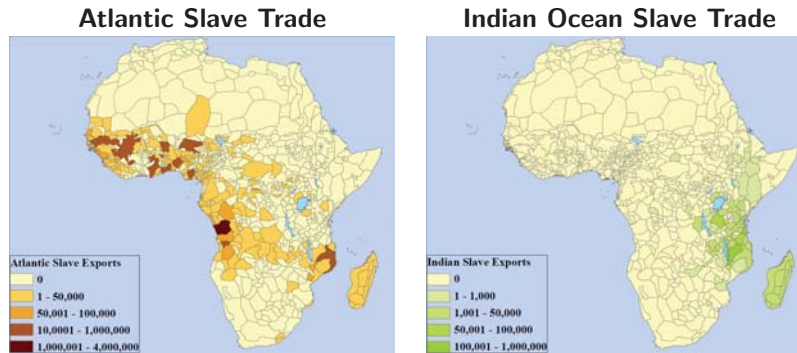 Atlantic Slave Trade
Atlantic Slave Exports
0
1 - 50,000
50,001 - 100,000
10,0001 - 1,000,000
1,000,001 - 4,000,000
Indian Ocean Slave Trade
Indian Slave Exports
0
1 - 1,000
1,001 - 50,000
50,001 - 100,000
100,001 - 1,000,000